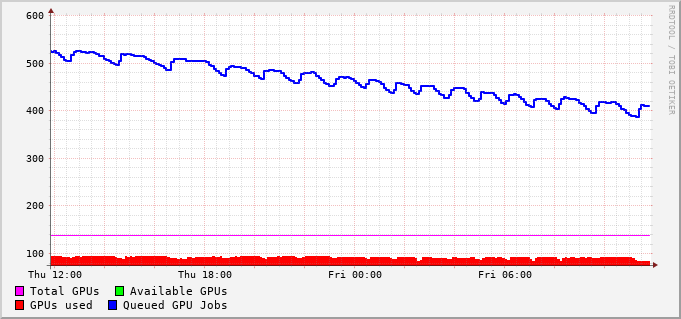 600
500
400
300
200
100
Thu 12:00 Thu 18:00 Fri 00:00 Fri 06:00
Total GPUs Available GPUs
GPUs used Queued GPU Jobs
RRDTOOL / TOBI OETIKER